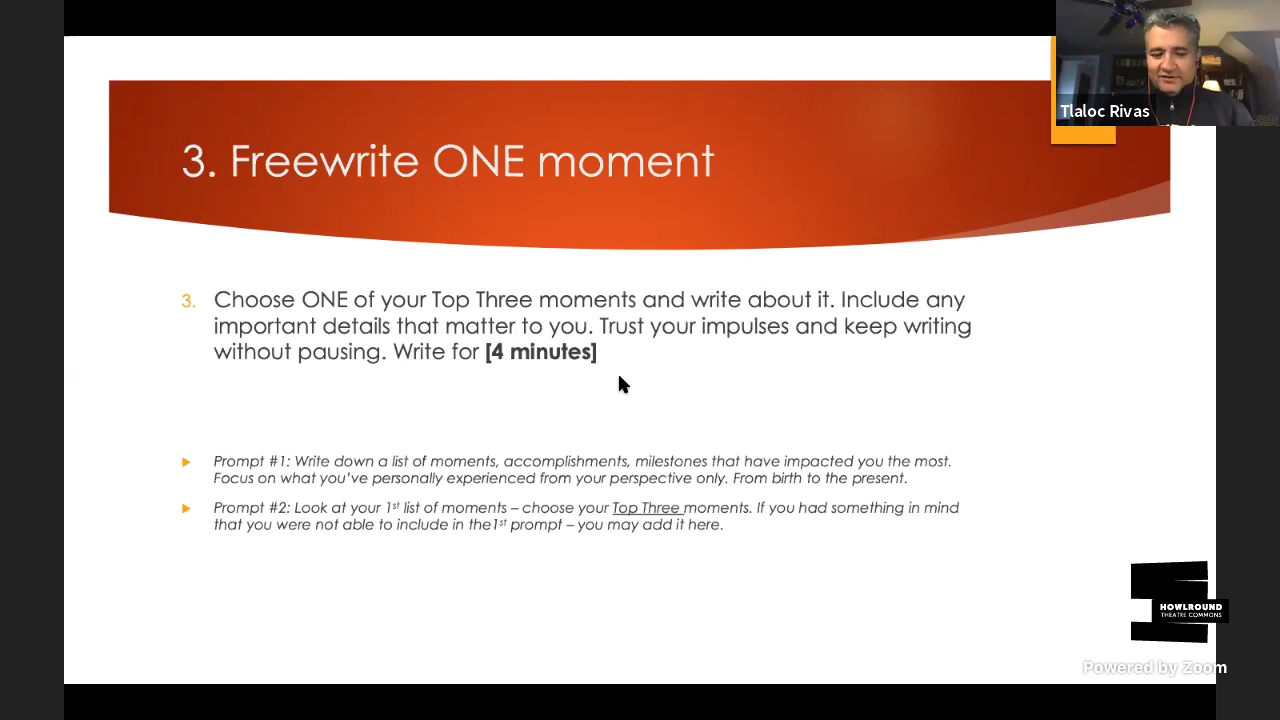 Tlaloc Rivas
3. Freewrite ONE moment
3. Choose ONE of your Top Three moments and write about it. Include any
important details that matter to you. Trust your impulses and keep writing
without pausing. Write for [4 minutes]
Prompt #1: Write down a list of moments, accomplishments, milestones that have impacted you the most.
Focus on what you've personally experienced from your perspective only. From birth to the present.
Prompt #2: Look at your 1st list of moments – choose your Top Three moments. If you had something in mind
that you were not able to include in the1st prompt – you may add it here.
HOWLROUND
THEATRE COMMONS
Powered by Zoom